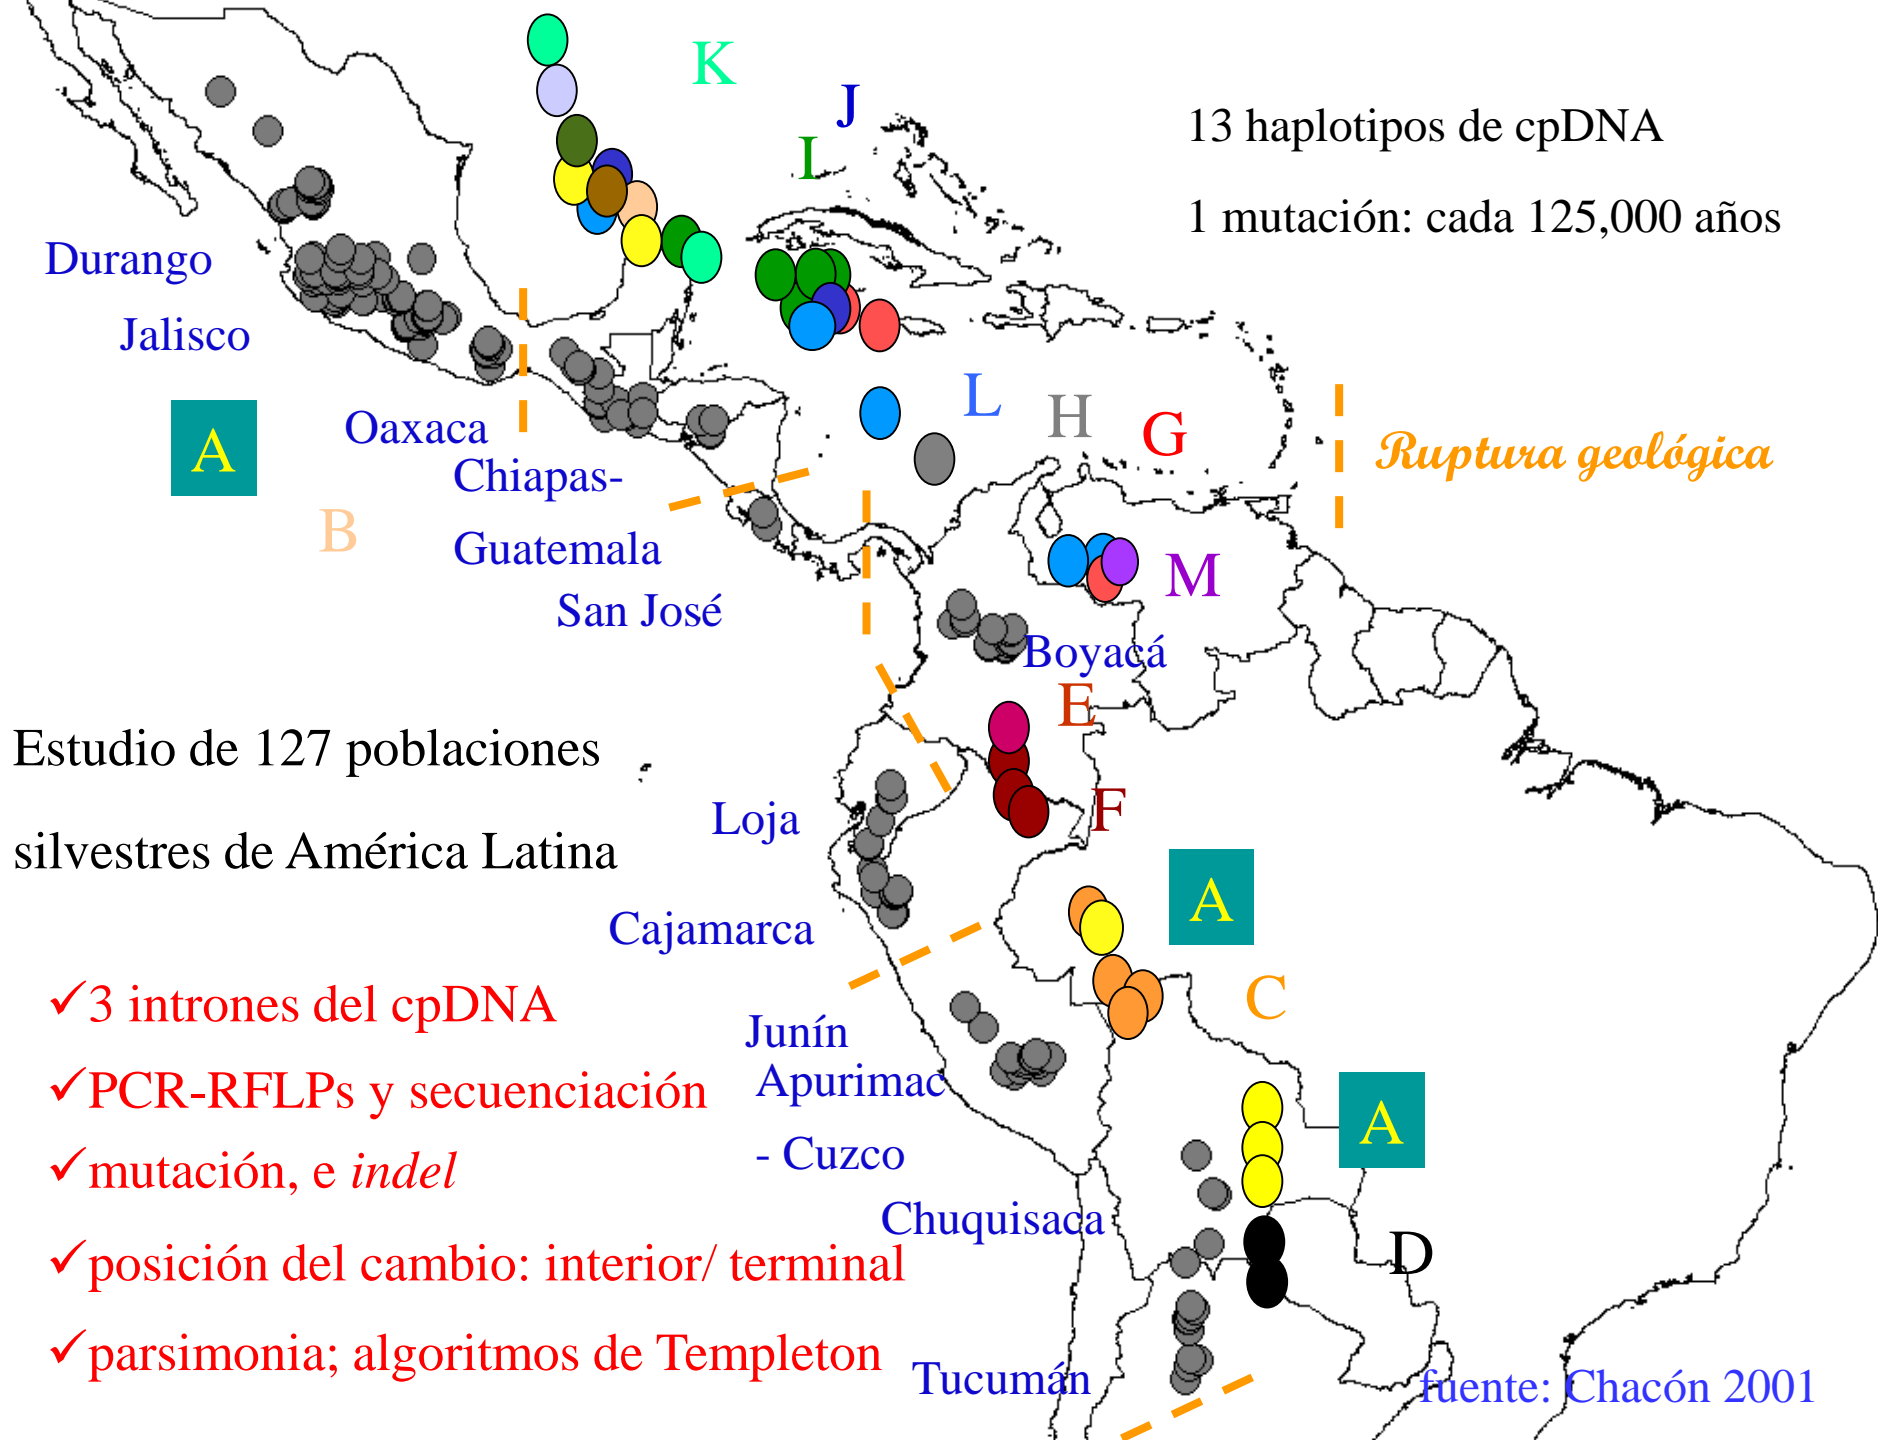 K
J
I
13 haplotipos de cpDNA
1 mutación: cada 125,000 años
Durango
Jalisco
A
Oaxaca
L
H
G
Ruptura geológica
Chiapas-
B
Guatemala
M
San José
Boyacá
E
Estudio de 127 poblaciones
silvestres de América Latina
Loja
F
A
Cajamarca
C
✓3 intrones del cpDNA
Junín
✓PCR-RFLPs y secuenciación
Apurimac
- Cuzco
A
✓mutación, e indel
Chuquisaca
D
✓posición del cambio: interior/ terminal
✓parsimonia; algoritmos de Templeton
Tucumán
fuente: Chacón 2001